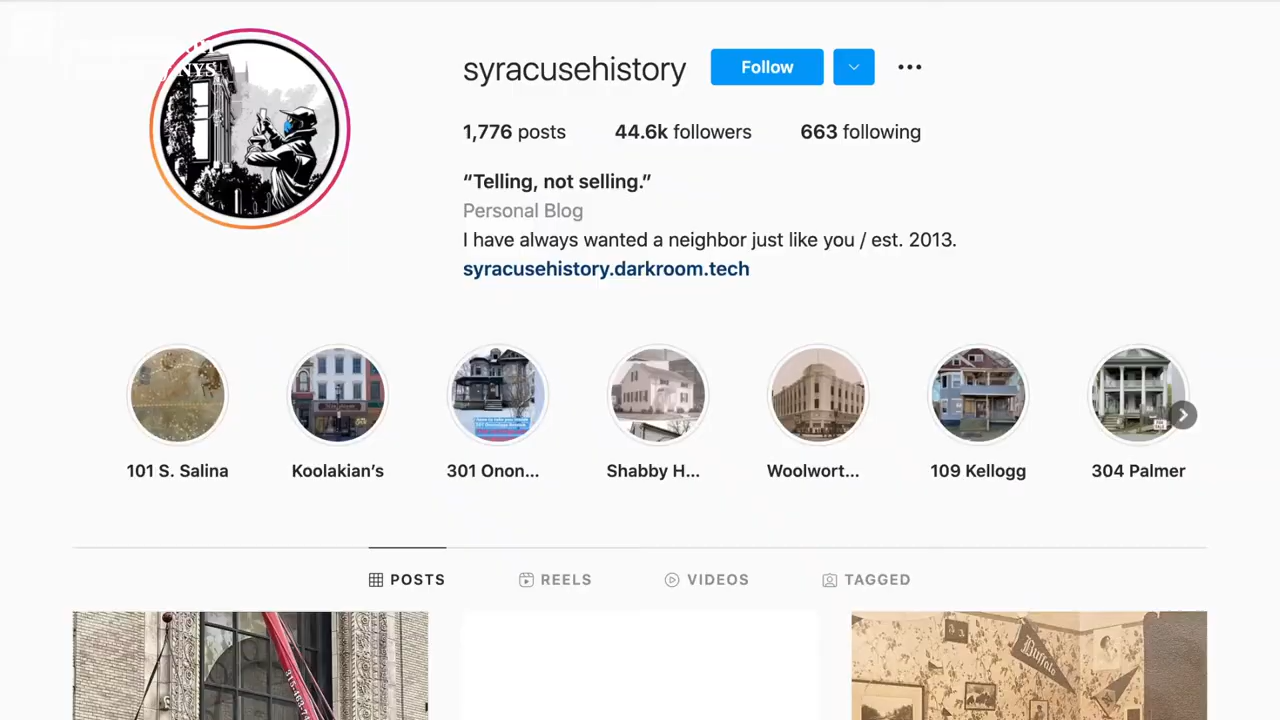 syracusehistory
Follow
1,776 posts 44.6k followers 663 following
“Telling, not selling.”
Personal Blog
I have always wanted a neighbor just like you / est. 2013.
syracusehistory.darkroom.tech
101 S. Salina
Koolakian’s
301 Onon...
Shabby H...
Woolwort...
109 Kellogg
304 Palmer
POSTS
REELS
VIDEOS
TAGGED
Buffalo